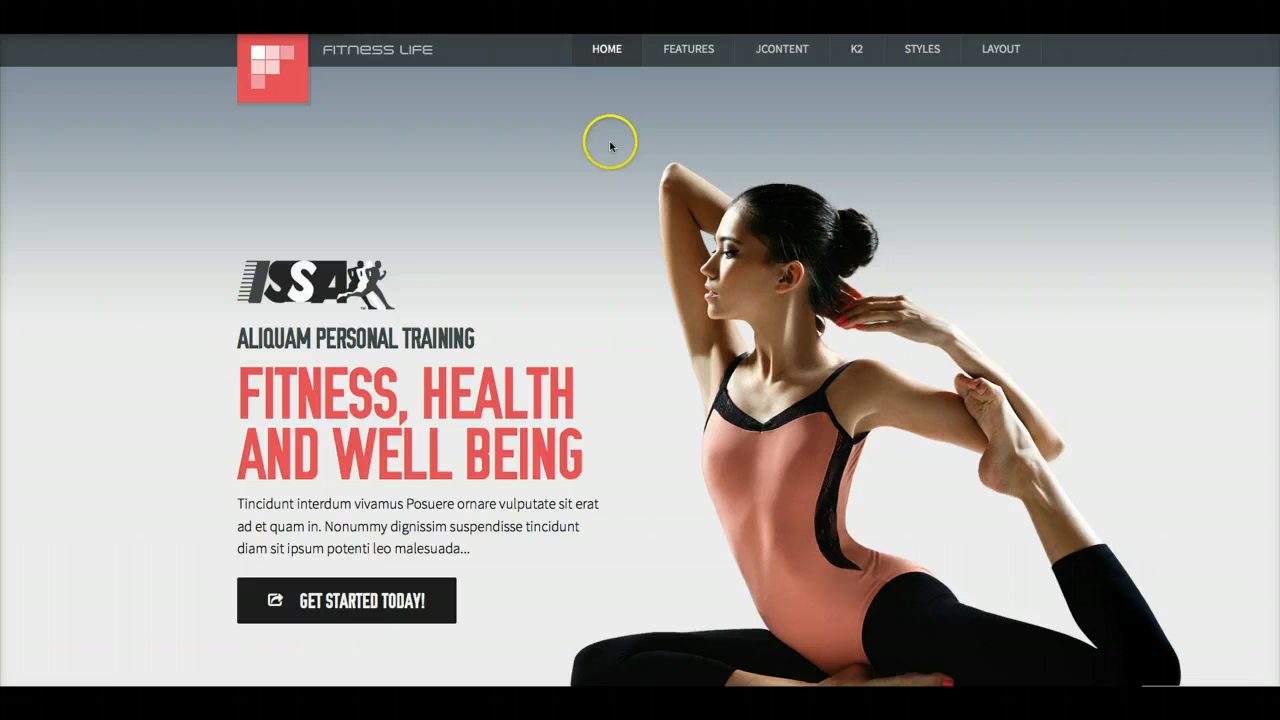 FITNESS LIFE
HOME FEATURES JCONTENT K2 STYLES LAYOUT
ISSA
ALIQUAM PERSONAL TRAINING
FITNESS, HEALTH
AND WELL BEING
Tincidunt interdum vivamus Posuere ornare vulputate sit erat
ad et quam in. Nonummy dignissim suspendisse tincidunt
diam sit ipsum potenti leo malesuada...
GET STARTED TODAY!